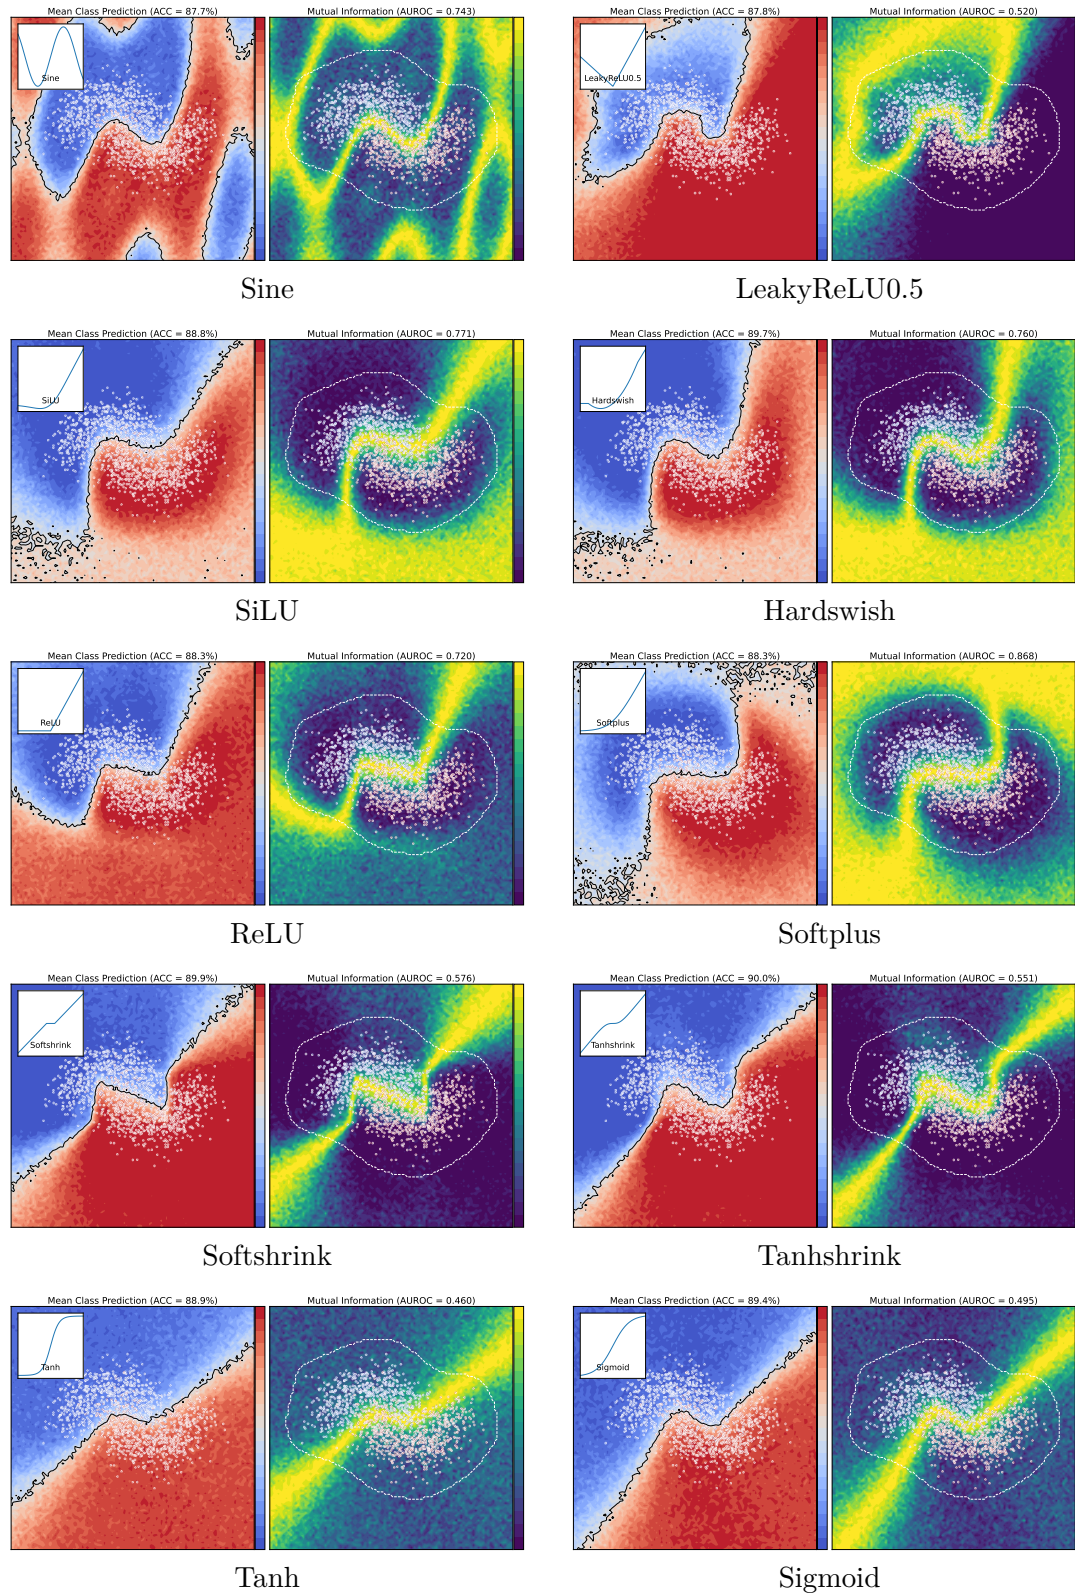 Mean Class Prediction (ACC = 87.7%) Mutual Information (AUROC = 0.743)
Sine
Sine
Mean Class Prediction (ACC = 87.8%) Mutual Information (AUROC = 0.520)
LeakyReLU0.5
LeakyReLU0.5
Mean Class Prediction (ACC = 88.8%) Mutual Information (AUROC = 0.771)
SiLU
SiLU
Mean Class Prediction (ACC = 89.7%) Mutual Information (AUROC = 0.760)
Hardswish
Hardswish
Mean Class Prediction (ACC = 88.3%) Mutual Information (AUROC = 0.720)
ReLU
ReLU
Mean Class Prediction (ACC = 88.3%) Mutual Information (AUROC = 0.868)
Softplus
Softplus
Mean Class Prediction (ACC = 89.9%) Mutual Information (AUROC = 0.576)
Softshrink
Softshrink
Mean Class Prediction (ACC = 90.0%) Mutual Information (AUROC = 0.551)
Tanhshrink
Tanhshrink
Mean Class Prediction (ACC = 88.9%) Mutual Information (AUROC = 0.460)
Tanh
Tanh
Mean Class Prediction (ACC = 89.4%) Mutual Information (AUROC = 0.495)
Sigmoid
Sigmoid